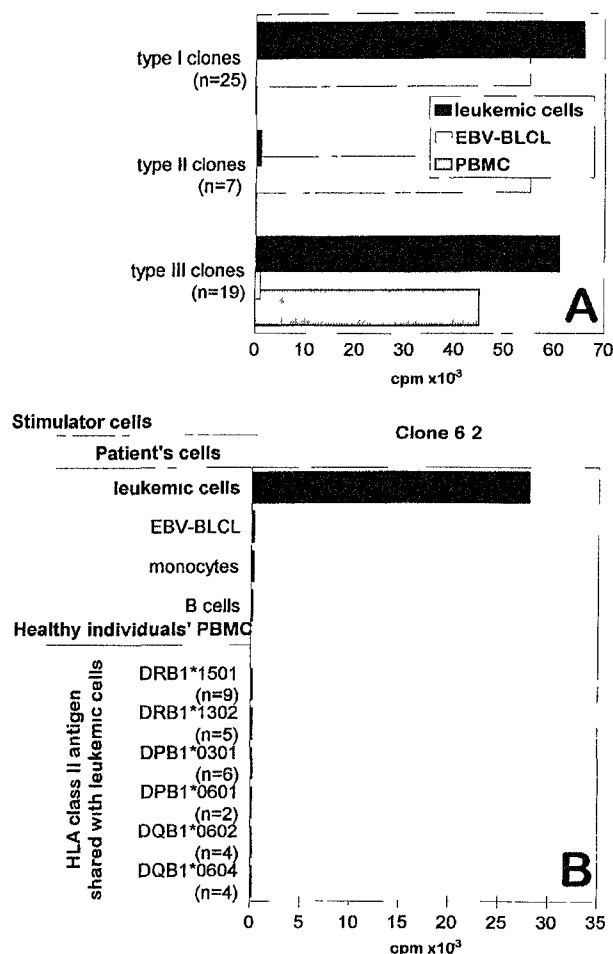 type I clones
(n=25)
type II clones
(n=7)
type III clones
(n=19)
leukemic cells
EBV-BLCL
PBMC
A
0 10 20 30 40 50 60 70
cpm x10⁻³
Stimulator cells
Clone 6 2
Patient's cells
leukemic cells
EBV-BLCL
monocytes
B cells
Healthy individuals' PBMC
HLA class II antigen
shared with leukemic cells
DRB1*1501
(n=9)
DRB1*1302
(n=5)
DPB1*0301
(n=6)
DPB1*0601
(n=2)
DQB1*0602
(n=4)
DQB1*0604
(n=4)
B
0 5 10 15 20 25 30 35
cpm x10⁻³